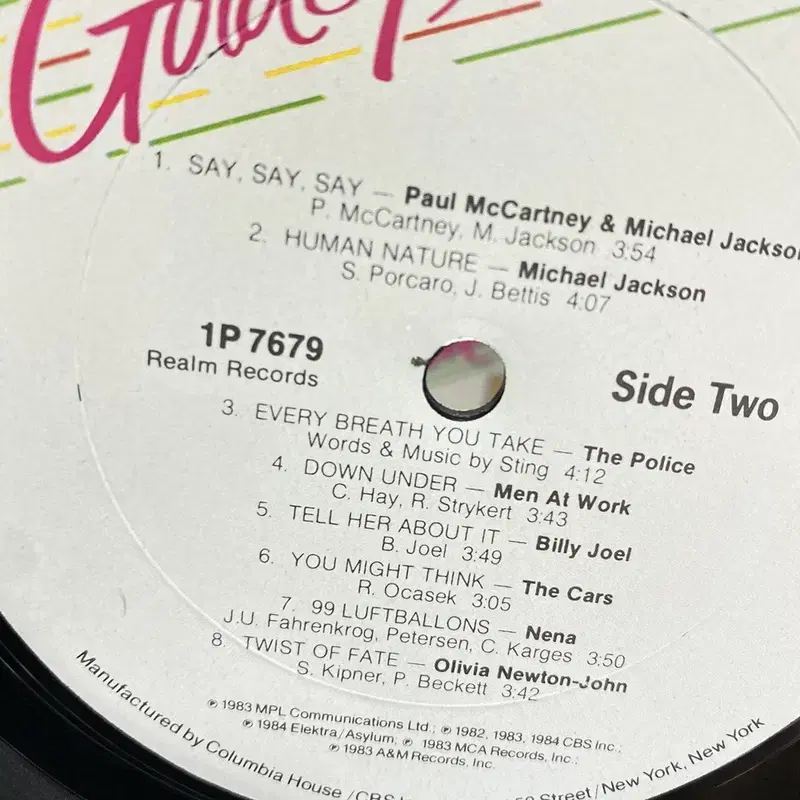 1. SAY, SAY, SAY — Paul McCartney & Michael Jackson
P. McCartney, M. Jackson 3:54
2. HUMAN NATURE — Michael Jackson
S. Porcaro, J. Bettis 4:07
1P 7679
Realm Records
Side Two
3. EVERY BREATH YOU TAKE — The Police
Words & Music by Sting 4:12
4. DOWN UNDER — Men At Work
C. Hay, R. Strykert 3:43
5. TELL HER ABOUT IT — Billy Joel
B. Joel 3:49
6. YOU MIGHT THINK — The Cars
R. Ocasek 3:05
7. 99 LUFTBALLONS — Nena
J.U. Fahrenkrog, Petersen, C. Karges 3:50
8. TWIST OF FATE — Olivia Newton-John
S. Kipner, P. Beckett 3:42
℗ 1983 MPL Communications Ltd.; ℗ 1982, 1983, 1984 CBS Inc.;
℗ 1984 Elektra/Asylum; ℗ 1983 MCA Records, Inc.;
℗ 1983 A&M Records, Inc.
Manufactured by Columbia House / Street / New York, New York